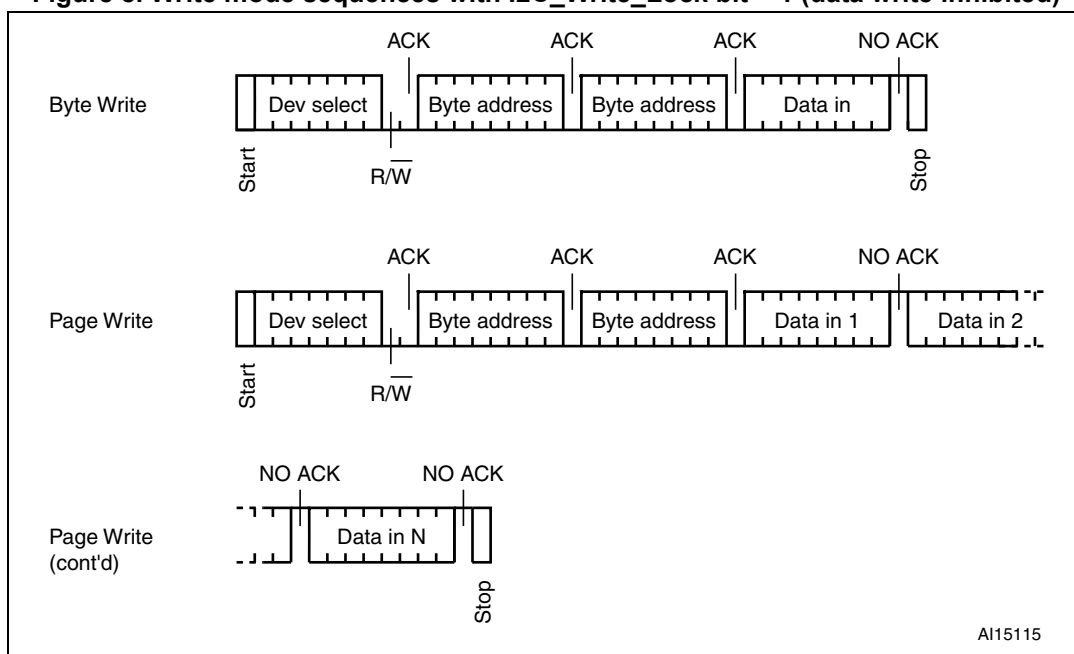 Figure 6. Write mode sequences with I2C_Write_Lock bit = 1 (data write inhibited)
ACK ACK ACK NO ACK
Byte Write Dev select Byte address Byte address Data in
Start R/W Stop
ACK ACK ACK NO ACK
Page Write Dev select Byte address Byte address Data in 1 Data in 2
Start R/W
NO ACK NO ACK
Page Write Data in N
(cont'd)
Stop
AI15115